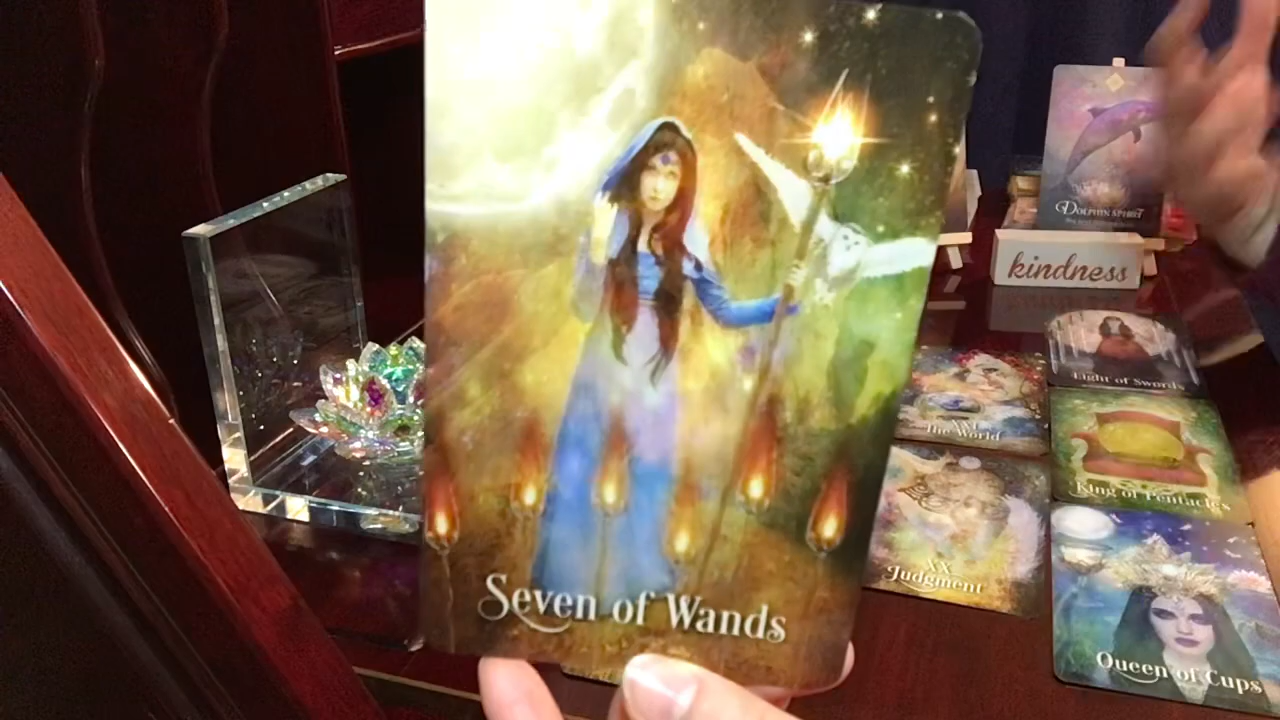 Seven of Wands
DOLPHIN SPIRIT
kindness
Eight of Swords
XXI
The World
King of Pentacles
XX
Judgment
Queen of Cups